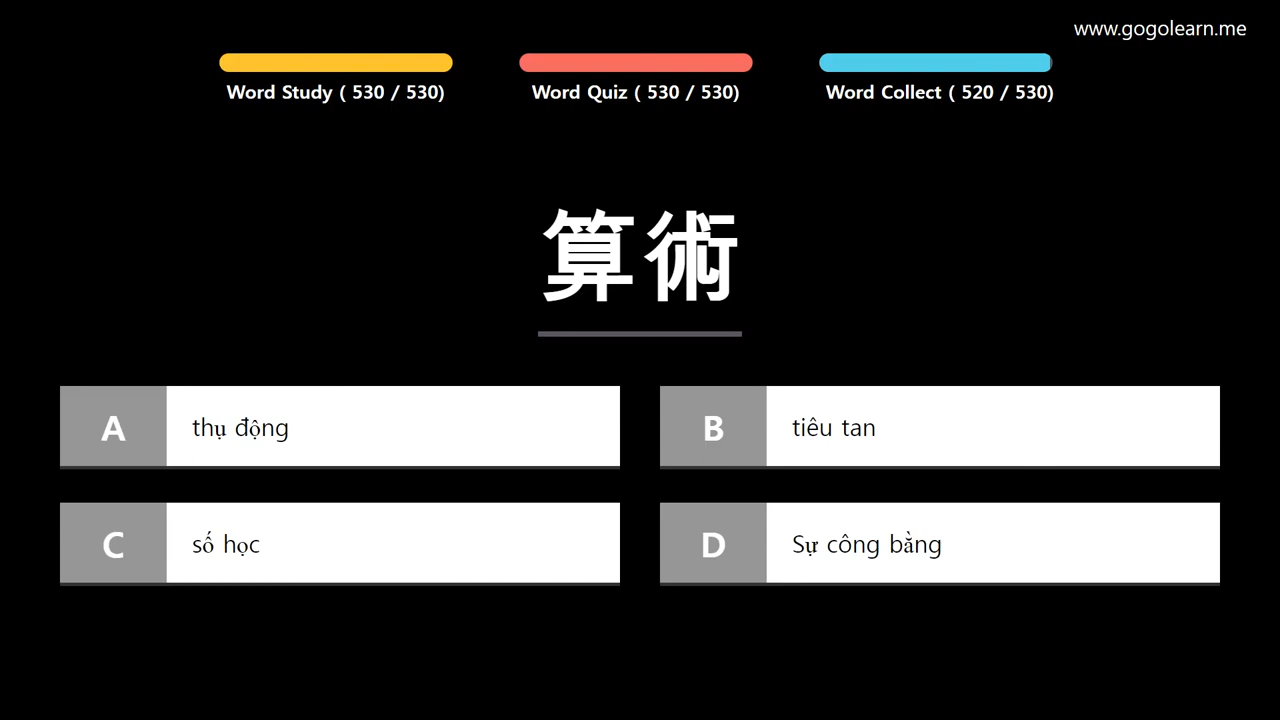 www.gogolearn.me
Word Study ( 530 / 530)
Word Quiz ( 530 / 530)
Word Collect ( 520 / 530)
算術
A thụ động
B tiêu tan
C số học
D Sự công bằng